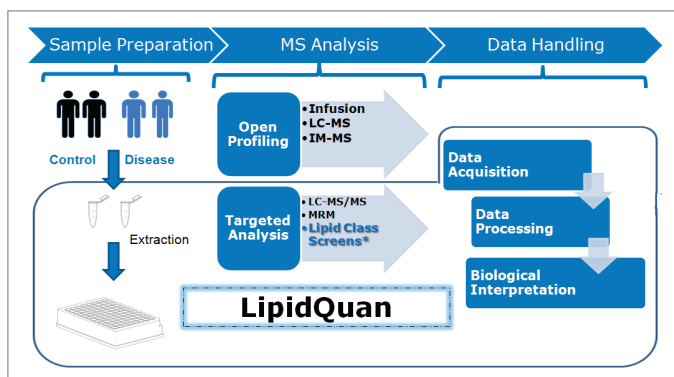 Sample Preparation
MS Analysis
Data Handling
Control
Disease
Extraction
Open
Profiling
•Infusion
•LC-MS
•IM-MS
Targeted
Analysis
•LC-MS/MS
•MRM
•Lipid Class
Screens*
LipidQuan
Data
Acquisition
Data
Processing
Biological
Interpretation